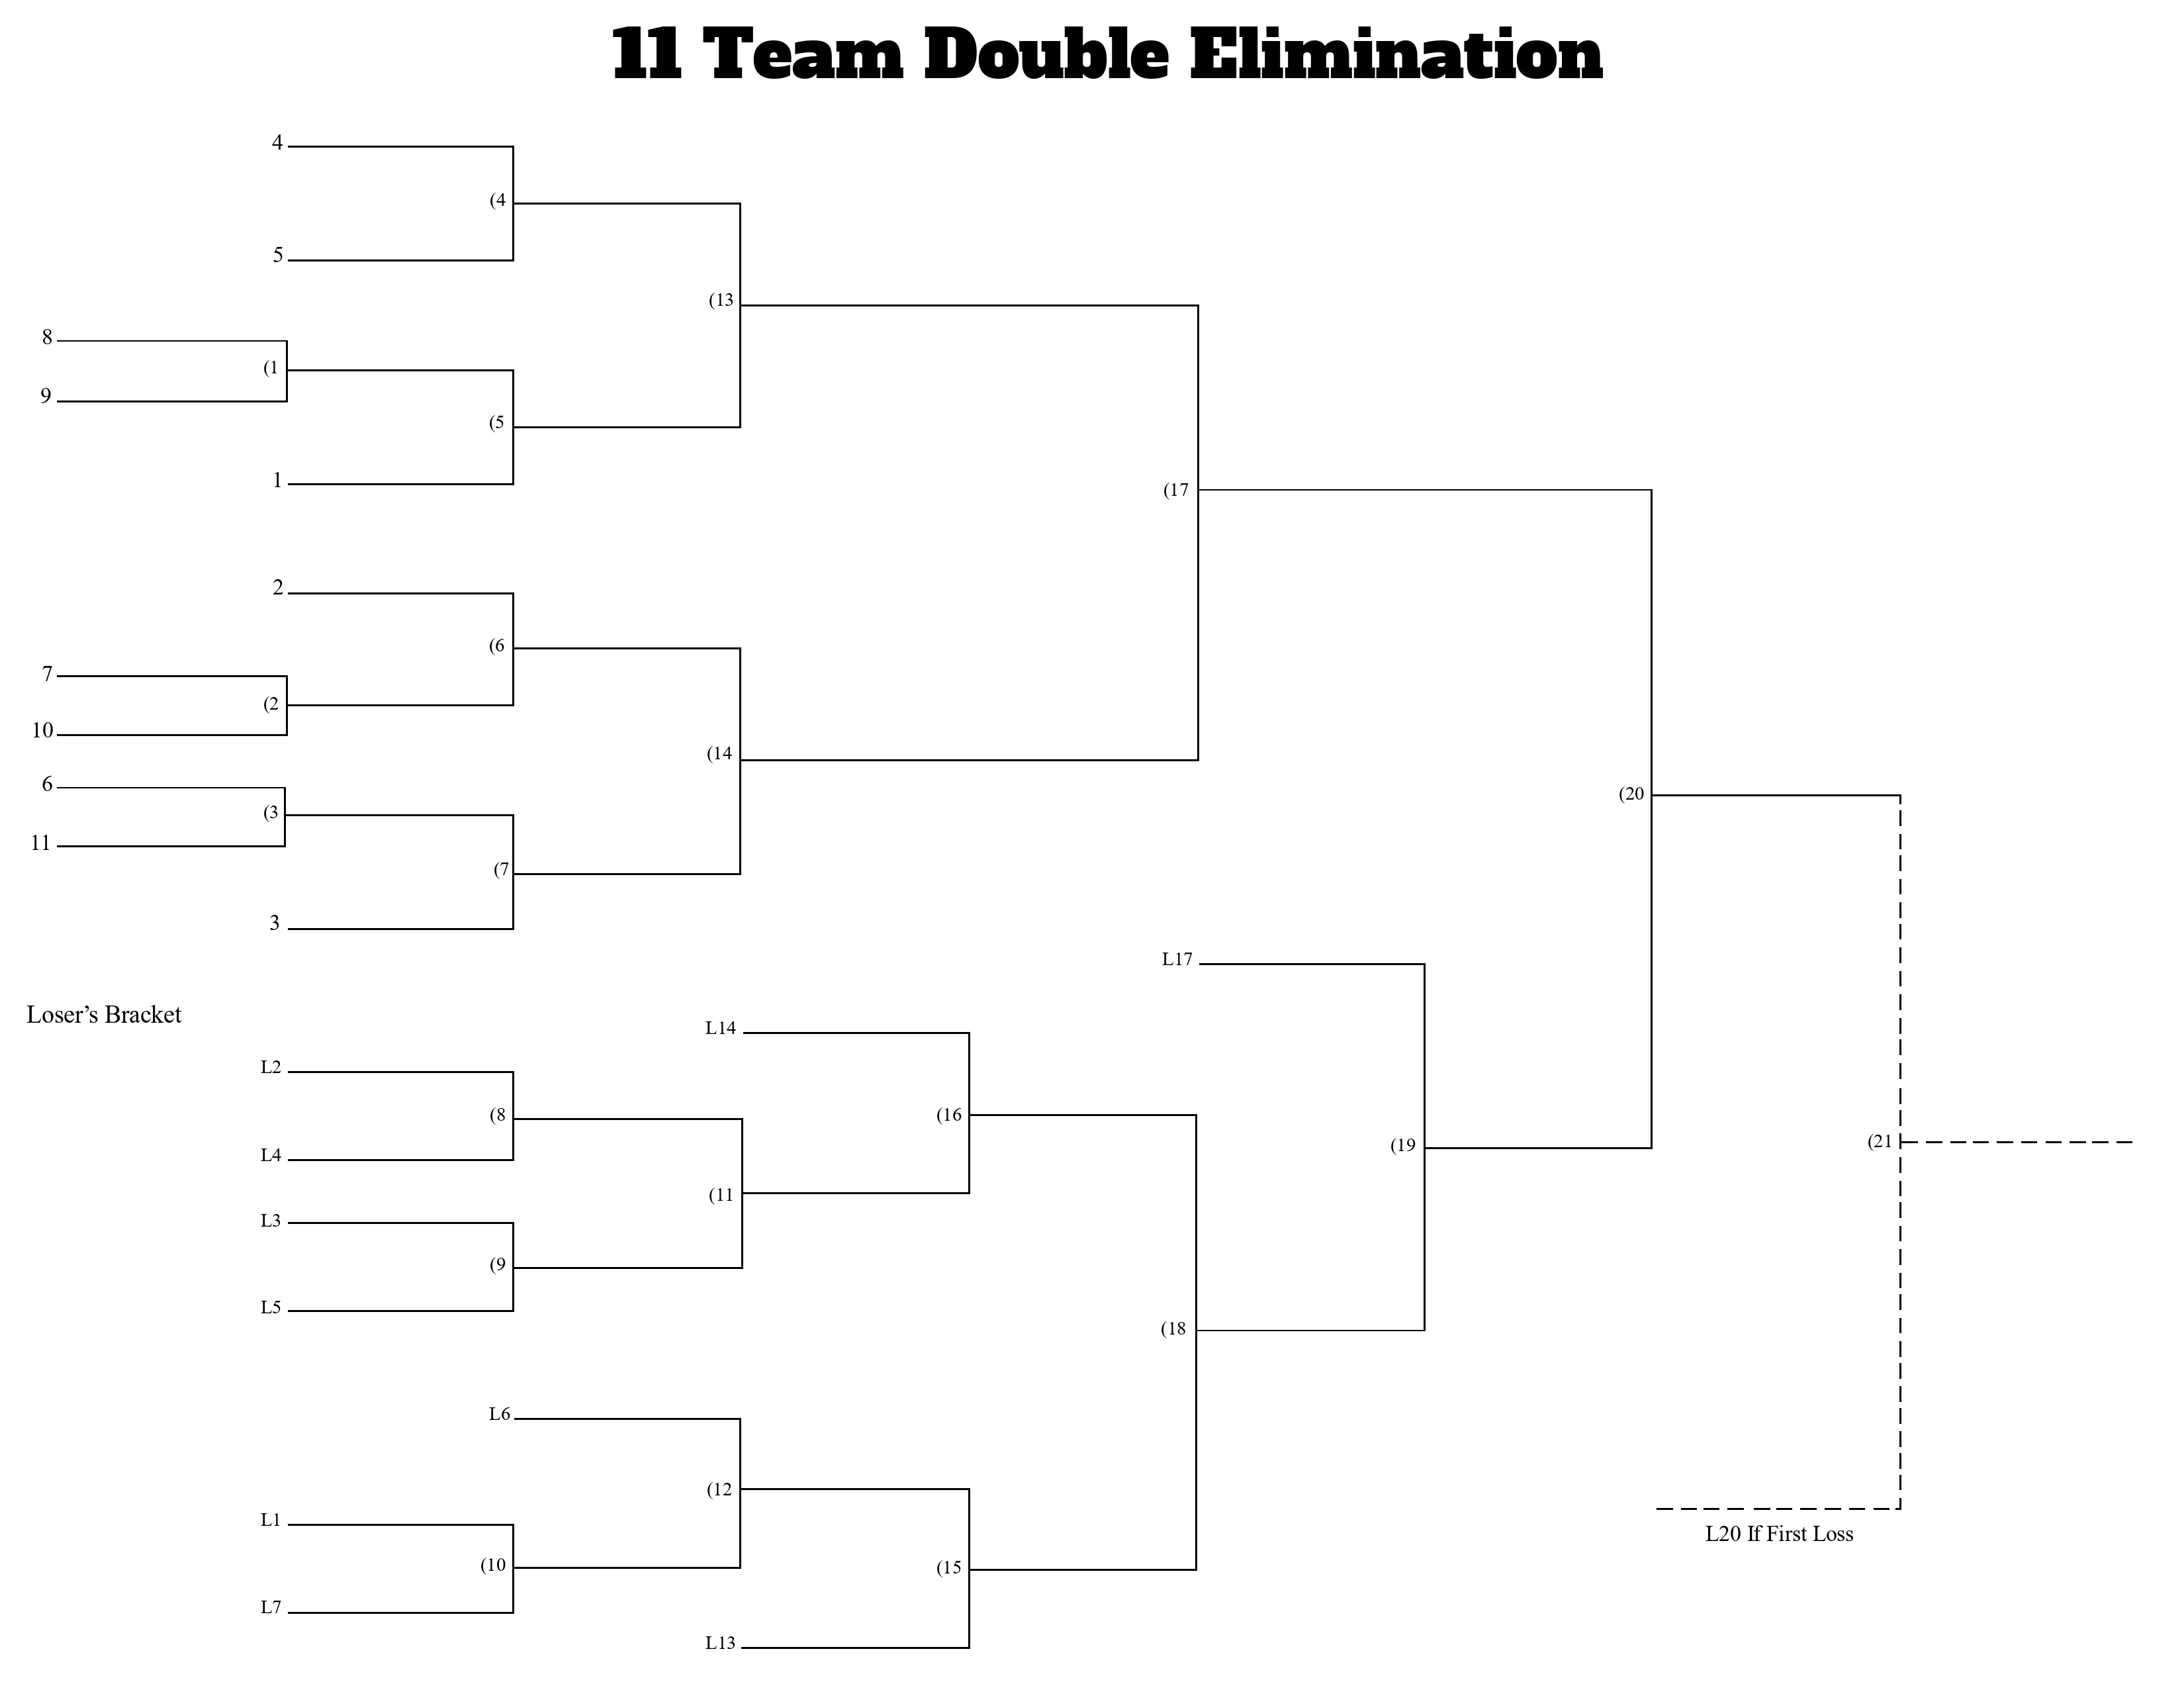 11 Team Double Elimination
4
(4
5
(13
8
(1
9
(5
1
(17
2
(6
7
(2
10
(14
6
(3
11
(7
3
(20
L17
Loser’s Bracket
L14
L2
(8
(16
L4
(19
(21
(11
L3
(9
L5
(18
L6
(12
L1
(10
(15
L7
L13
L20 If First Loss